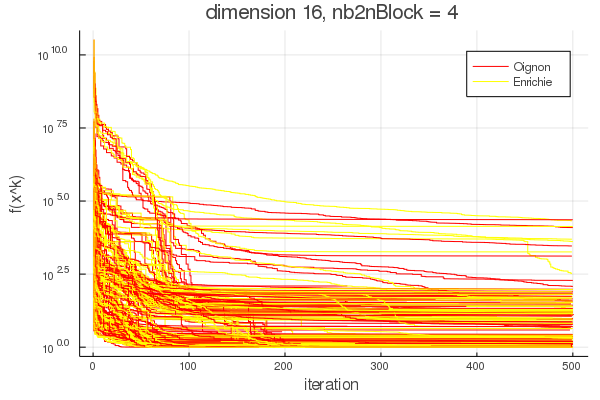 dimension 16, nb2nBlock = 4
10^10.0
10^7.5
10^5.0
10^2.5
10^0.0
f(x^k)
Oignon
Enrichie
0 100 200 300 400 500
iteration